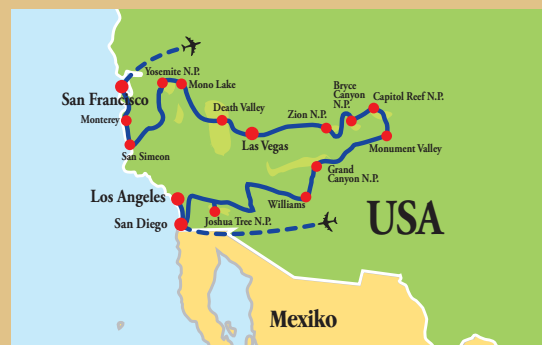 Yosemite N.P.
Mono Lake
San Francisco
Monterey
San Simeon
Death Valley
Las Vegas
Zion N.P.
Bryce
Canyon
N.P.
Capitol Reef N.P.
Monument Valley
Grand
Canyon N.P.
Williams
Los Angeles
San Diego
Joshua Tree N.P.
USA
Mexiko